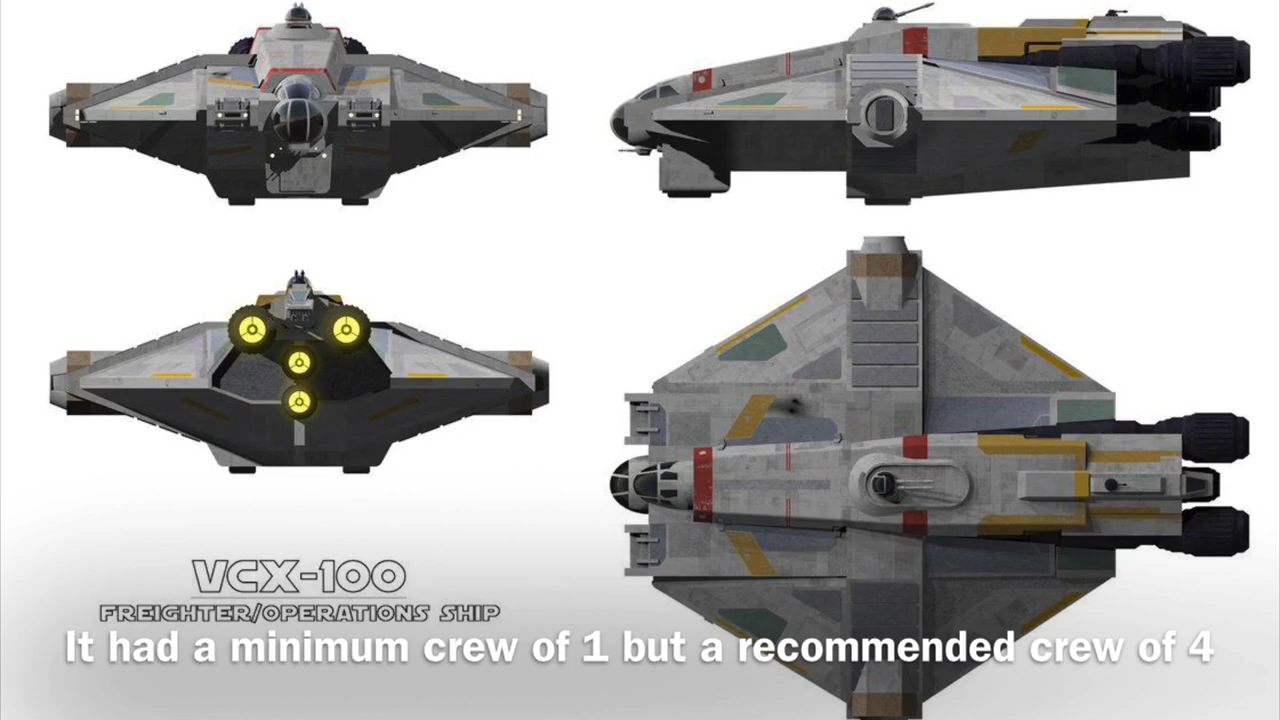 VCX-100
FREIGHTER/OPERATIONS SHIP
It had a minimum crew of 1 but a recommended crew of 4